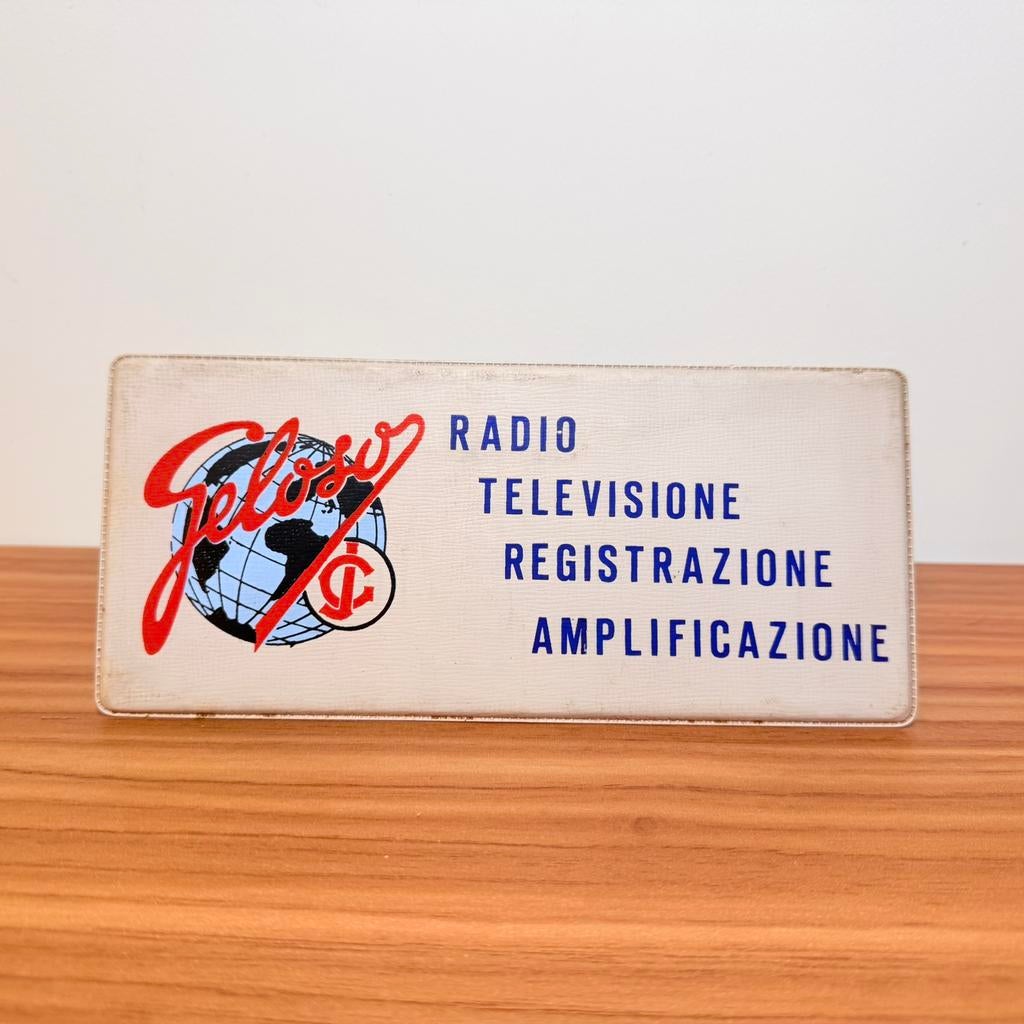 Geloso
RADIO
TELEVISIONE
REGISTRAZIONE
AMPLIFICAZIONE